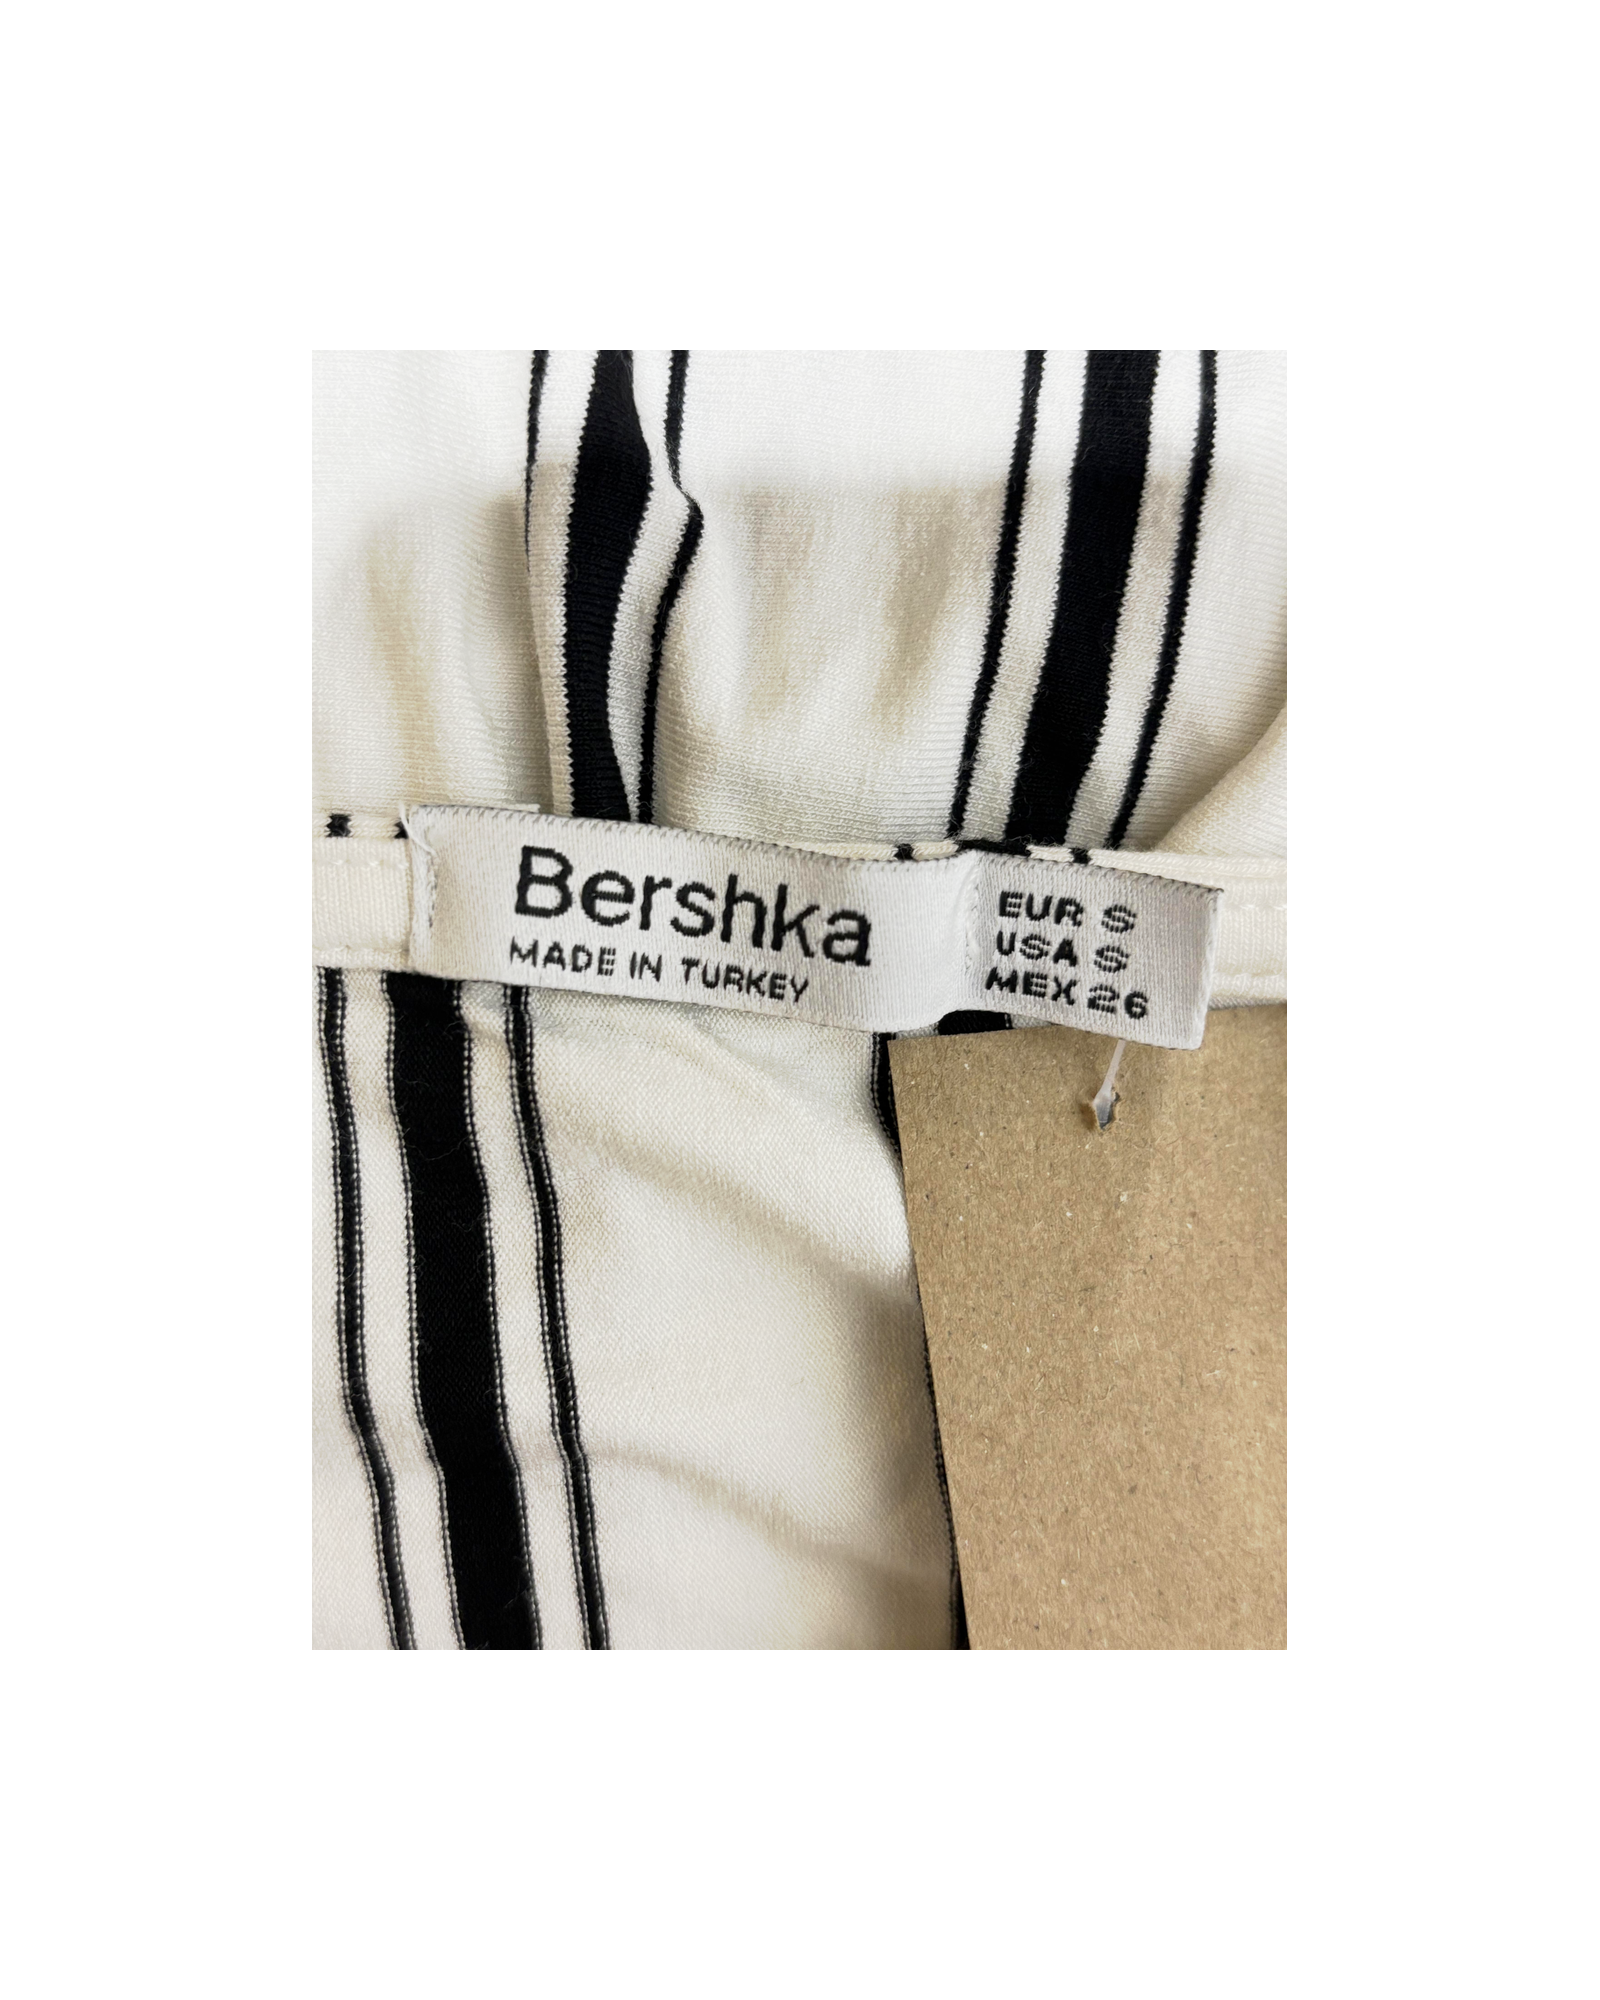 Bershka
MADE IN TURKEY
EUR S
USA S
MEX 26